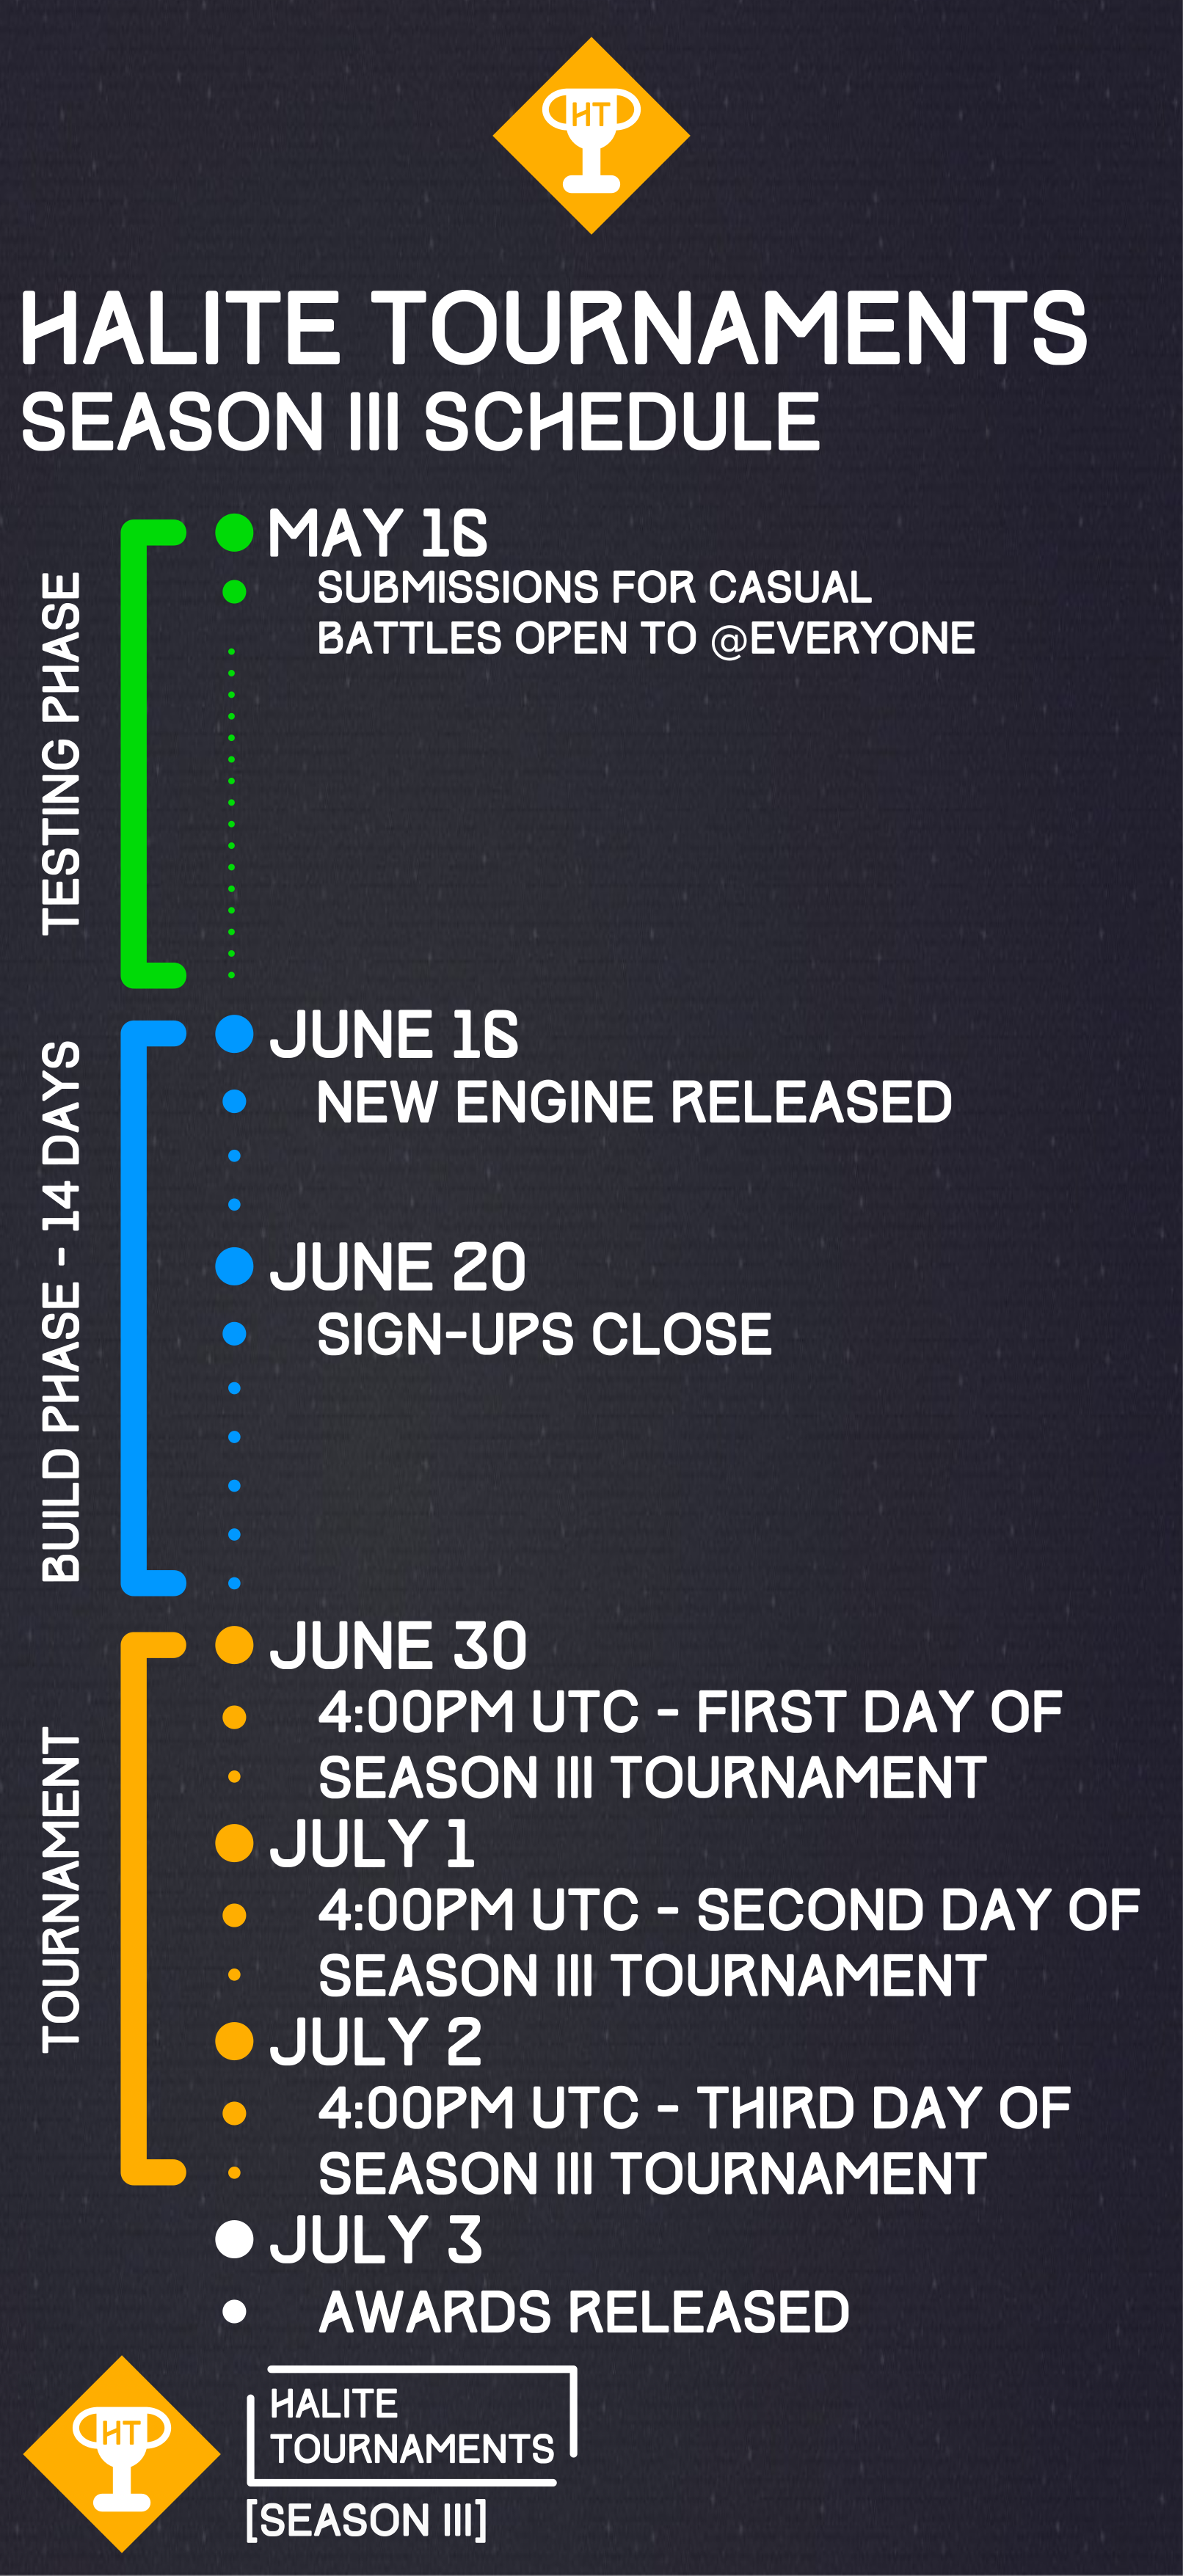 HT
HALITE TOURNAMENTS
SEASON III SCHEDULE
TESTING PHASE
MAY 16
SUBMISSIONS FOR CASUAL
BATTLES OPEN TO @EVERYONE
BUILD PHASE - 14 DAYS
JUNE 16
NEW ENGINE RELEASED
JUNE 20
SIGN-UPS CLOSE
TOURNAMENT
JUNE 30
4:00PM UTC - FIRST DAY OF
SEASON III TOURNAMENT
JULY 1
4:00PM UTC - SECOND DAY OF
SEASON III TOURNAMENT
JULY 2
4:00PM UTC - THIRD DAY OF
SEASON III TOURNAMENT
JULY 3
AWARDS RELEASED
HT
HALITE
TOURNAMENTS
[SEASON III]